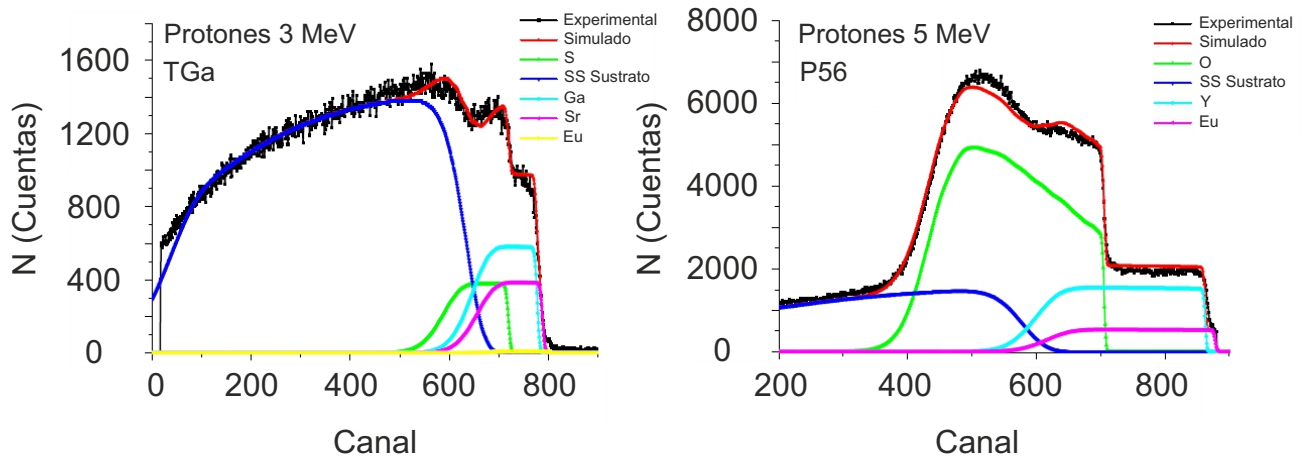 Protones 3 MeV
TGa
Experimental
Simulado
S
SS Sustrato
Ga
Sr
Eu
N (Cuentas)
1600
1200
800
400
0
0 200 400 600 800
Canal
Protones 5 MeV
P56
Experimental
Simulado
O
SS Sustrato
Y
Eu
N (Cuentas)
8000
6000
4000
2000
0
200 400 600 800
Canal